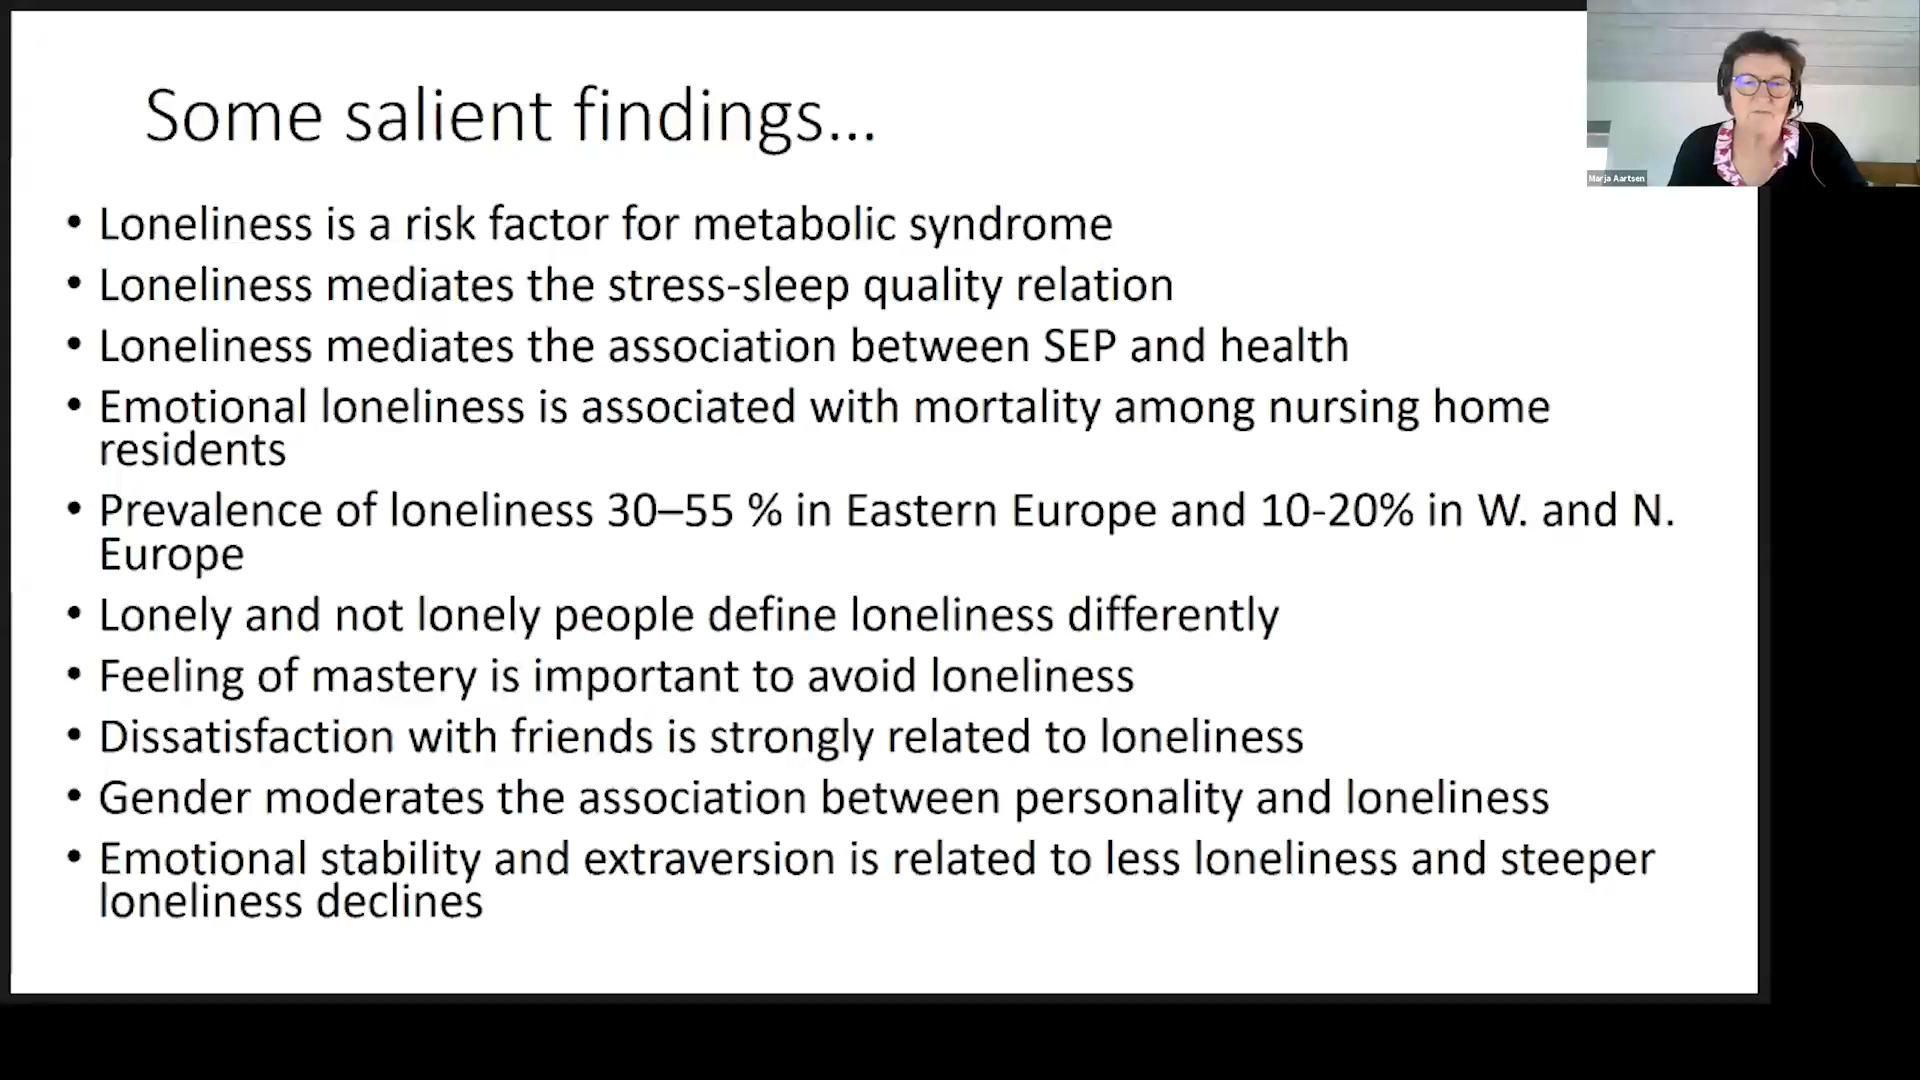 Some salient findings...
Marja Aartsen
• Loneliness is a risk factor for metabolic syndrome
• Loneliness mediates the stress-sleep quality relation
• Loneliness mediates the association between SEP and health
• Emotional loneliness is associated with mortality among nursing home
residents
• Prevalence of loneliness 30–55 % in Eastern Europe and 10-20% in W. and N.
Europe
• Lonely and not lonely people define loneliness differently
• Feeling of mastery is important to avoid loneliness
• Dissatisfaction with friends is strongly related to loneliness
• Gender moderates the association between personality and loneliness
• Emotional stability and extraversion is related to less loneliness and steeper
loneliness declines